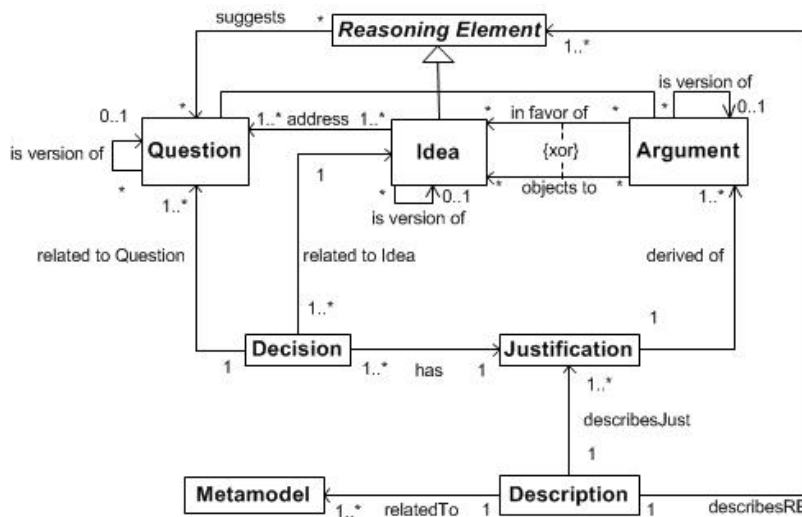 suggests
*
Reasoning Element
1..*
is version of
0..1
*
1..*
address
1..*
*
in favor of
*
*
0..1
is version of
Question
Idea
{xor}
Argument
*
1
*
0..1
*
objects to
*
1..*
is version of
1..*
related to Question
related to Idea
derived of
1..*
1
Decision
Justification
1
1..*
has
1
1..*
describesJust
1
Metamodel
Description
1..*
relatedTo
1
1
describesRE